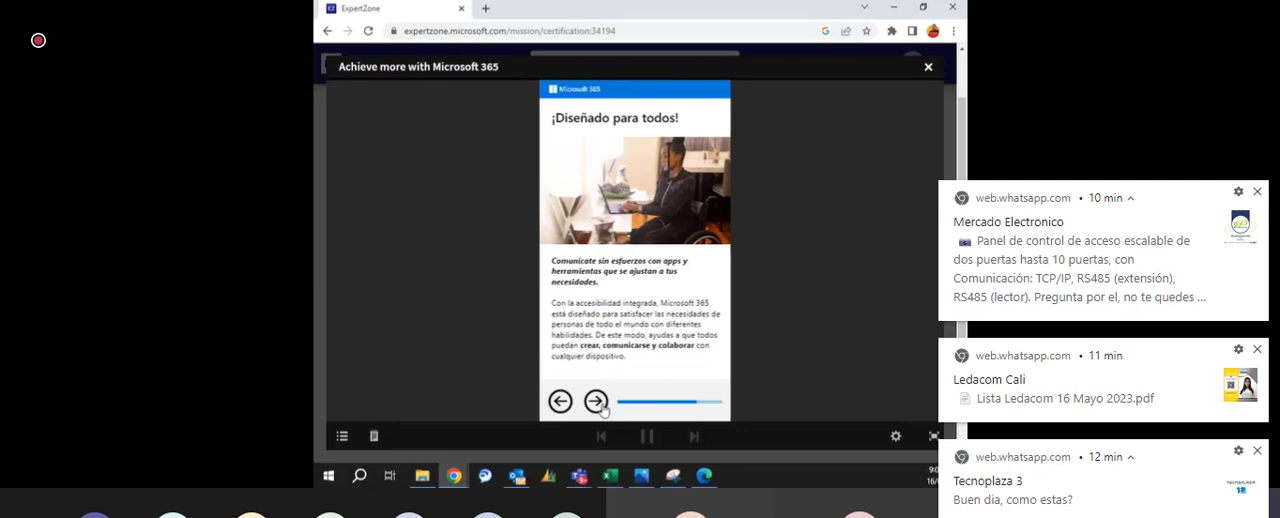 ExpertZone
expertzone.microsoft.com/mission/certification:34194
Achieve more with Microsoft 365
Microsoft 365
¡Diseñado para todos!
Comunícate sin esfuerzos con apps y
herramientas que se ajustan a tus
necesidades.
Con la accesibilidad integrada, Microsoft 365
está diseñado para satisfacer las necesidades de
personas de todo el mundo con diferentes
habilidades. De este modo, ayudas a que todos
puedan crear, comunicarse y colaborar con
cualquier dispositivo.
web.whatsapp.com • 10 min
Mercado Electronico
Panel de control de acceso escalable de
dos puertas hasta 10 puertas, con
Comunicación: TCP/IP, RS485 (extensión),
RS485 (lector). Pregunta por el, no te quedes ...
web.whatsapp.com • 11 min
Ledacom Cali
Lista Ledacom 16 Mayo 2023.pdf
web.whatsapp.com • 12 min
Tecnoplaza 3
Buen dia, como estas?
9:0
16/0